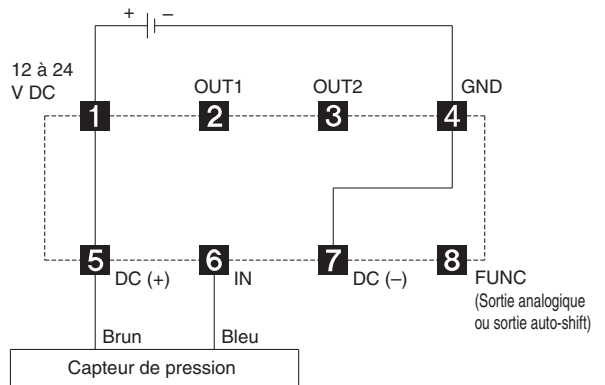 + –
12 à 24
V DC
OUT1
OUT2
GND
1
2
3
4
5
DC (+)
6
IN
7
DC (–)
8
FUNC
(Sortie analogique
ou sortie auto-shift)
Brun
Bleu
Capteur de pression